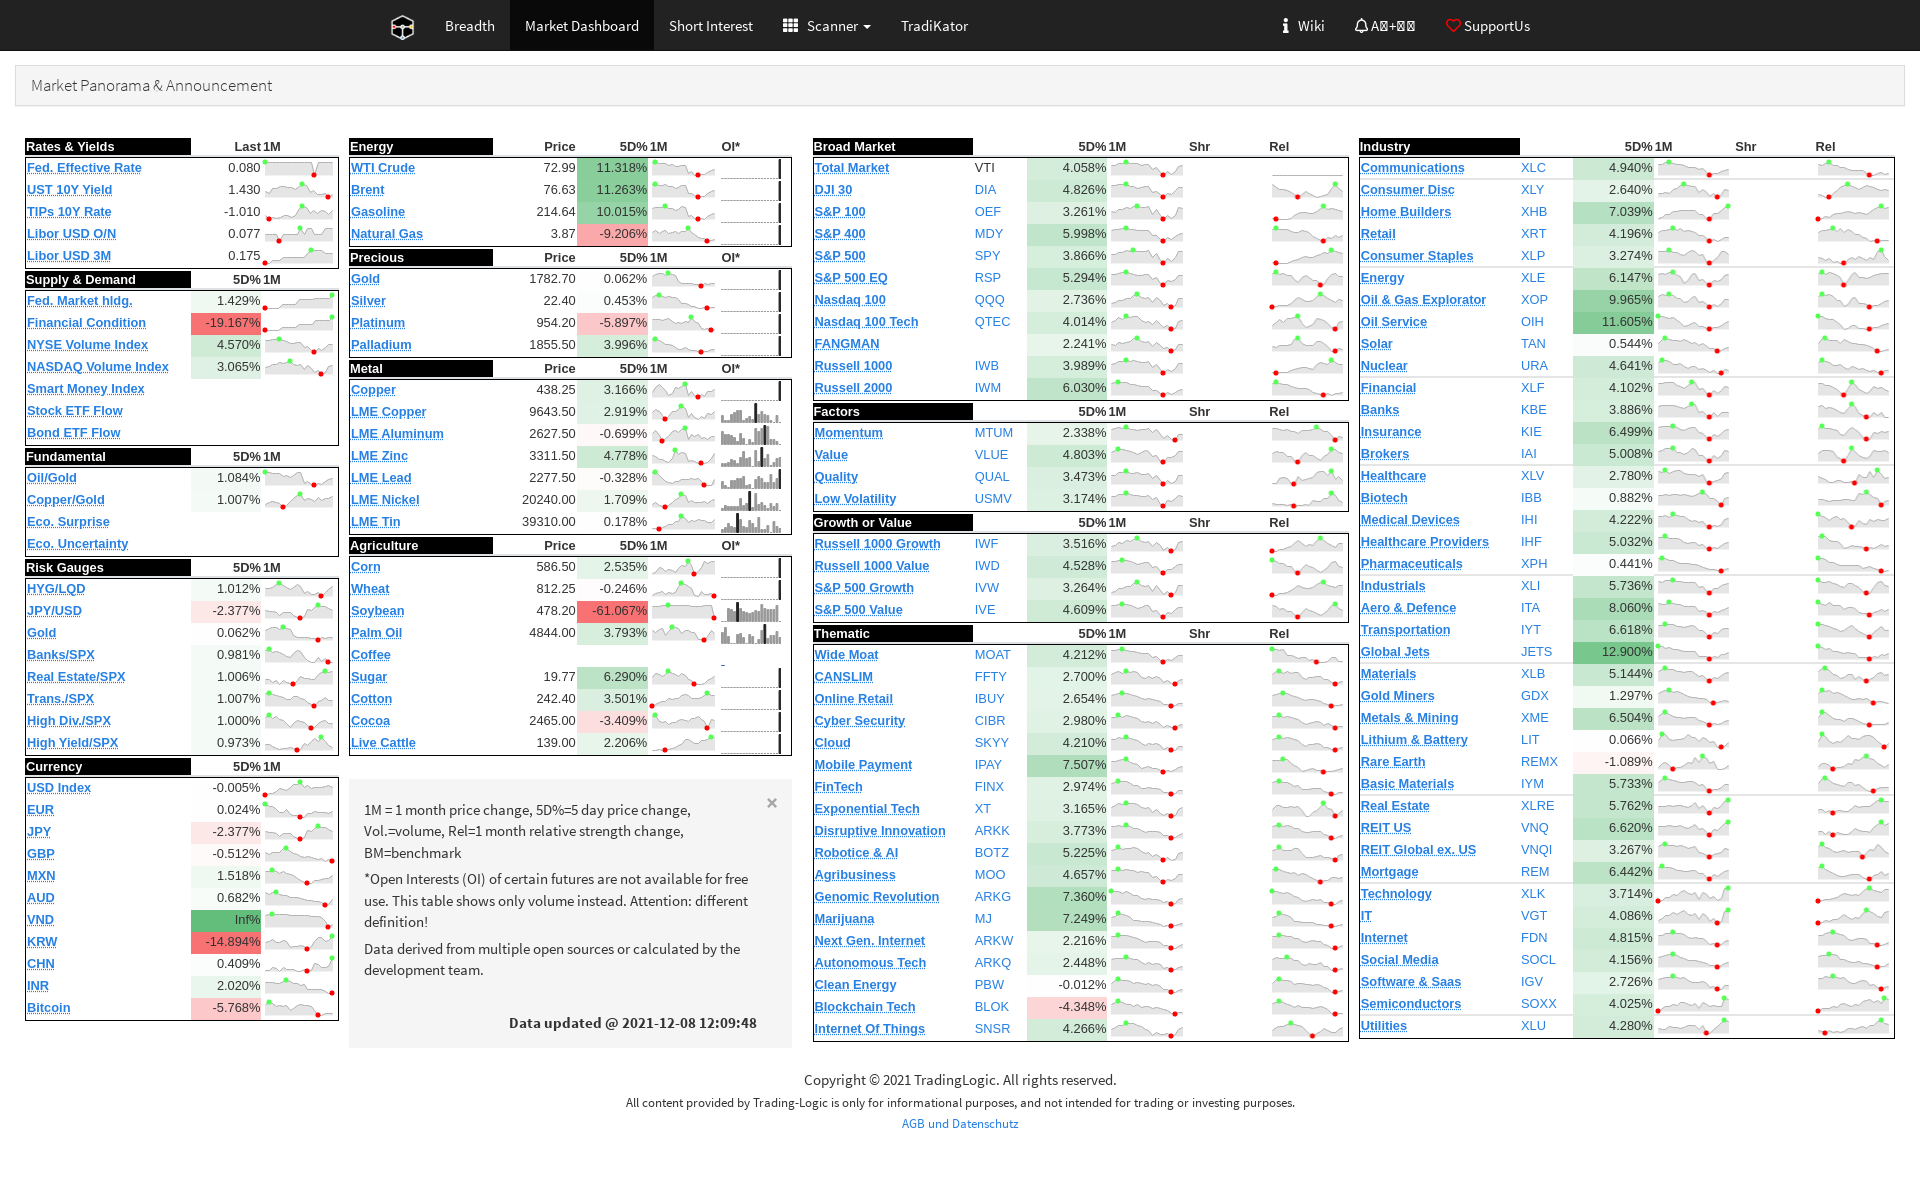 Breadth Market Dashboard Short Interest Scanner TradiKator Wiki SupportUs
Market Panorama & Announcement
Rates & Yields Last 1M
Fed. Effective Rate 0.080
UST 10Y Yield 1.430
TIPs 10Y Rate -1.010
Libor USD O/N 0.077
Libor USD 3M 0.175
Supply & Demand 5D% 1M
Fed. Market hldg. 1.429%
Financial Condition -19.167%
NYSE Volume Index 4.570%
NASDAQ Volume Index 3.065%
Smart Money Index
Stock ETF Flow
Bond ETF Flow
Fundamental 5D% 1M
Oil/Gold 1.084%
Copper/Gold 1.007%
Eco. Surprise
Eco. Uncertainty
Risk Gauges 5D% 1M
HYG/LQD 1.012%
JPY/USD -2.377%
Gold 0.062%
Banks/SPX 0.981%
Real Estate/SPX 1.006%
Trans./SPX 1.007%
High Div./SPX 1.000%
High Yield/SPX 0.973%
Currency 5D% 1M
USD Index -0.005%
EUR 0.024%
JPY -2.377%
GBP -0.512%
MXN 1.518%
AUD 0.682%
VND Inf%
KRW -14.894%
CHN 0.409%
INR 2.020%
Bitcoin -5.768%
Energy Price 5D% 1M OI*
WTI Crude 72.99 11.318%
Brent 76.63 11.263%
Gasoline 214.64 10.015%
Natural Gas 3.87 -9.206%
Precious Price 5D% 1M OI*
Gold 1782.70 0.062%
Silver 22.40 0.453%
Platinum 954.20 -5.897%
Palladium 1855.50 3.996%
Metal Price 5D% 1M OI*
Copper 438.25 3.166%
LME Copper 9643.50 2.919%
LME Aluminum 2627.50 -0.699%
LME Zinc 3311.50 4.778%
LME Lead 2277.50 -0.328%
LME Nickel 20240.00 1.709%
LME Tin 39310.00 0.178%
Agriculture Price 5D% 1M OI*
Corn 586.50 2.535%
Wheat 812.25 -0.246%
Soybean 478.20 -61.067%
Palm Oil 4844.00 3.793%
Coffee
Sugar 19.77 6.290%
Cotton 242.40 3.501%
Cocoa 2465.00 -3.409%
Live Cattle 139.00 2.206%
1M = 1 month price change, 5D%=5 day price change, ×
Vol.=volume, Rel=1 month relative strength change,
BM=benchmark
*Open Interests (OI) of certain futures are not available for free
use. This table shows only volume instead. Attention: different
definition!
Data derived from multiple open sources or calculated by the
development team.
Data updated @ 2021-12-08 12:09:48
Broad Market 5D% 1M Shr Rel
Total Market VTI 4.058%
DJI 30 DIA 4.826%
S&P 100 OEF 3.261%
S&P 400 MDY 5.998%
S&P 500 SPY 3.866%
S&P 500 EQ RSP 5.294%
Nasdaq 100 QQQ 2.736%
Nasdaq 100 Tech QTEC 4.014%
FANGMAN 2.241%
Russell 1000 IWB 3.989%
Russell 2000 IWM 6.030%
Factors 5D% 1M Shr Rel
Momentum MTUM 2.338%
Value VLUE 4.803%
Quality QUAL 3.473%
Low Volatility USMV 3.174%
Growth or Value 5D% 1M Shr Rel
Russell 1000 Growth IWF 3.516%
Russell 1000 Value IWD 4.528%
S&P 500 Growth IVW 3.264%
S&P 500 Value IVE 4.609%
Thematic 5D% 1M Shr Rel
Wide Moat MOAT 4.212%
CANSLIM FFTY 2.700%
Online Retail IBUY 2.654%
Cyber Security CIBR 2.980%
Cloud SKYY 4.210%
Mobile Payment IPAY 7.507%
FinTech FINX 2.974%
Exponential Tech XT 3.165%
Disruptive Innovation ARKK 3.773%
Robotice & AI BOTZ 5.225%
Agribusiness MOO 4.657%
Genomic Revolution ARKG 7.360%
Marijuana MJ 7.249%
Next Gen. Internet ARKW 2.216%
Autonomous Tech ARKQ 2.448%
Clean Energy PBW -0.012%
Blockchain Tech BLOK -4.348%
Internet Of Things SNSR 4.266%
Industry 5D% 1M Shr Rel
Communications XLC 4.940%
Consumer Disc XLY 2.640%
Home Builders XHB 7.039%
Retail XRT 4.196%
Consumer Staples XLP 3.274%
Energy XLE 6.147%
Oil & Gas Explorator XOP 9.965%
Oil Service OIH 11.605%
Solar TAN 0.544%
Nuclear URA 4.641%
Financial XLF 4.102%
Banks KBE 3.886%
Insurance KIE 6.499%
Brokers IAI 5.008%
Healthcare XLV 2.780%
Biotech IBB 0.882%
Medical Devices IHI 4.222%
Healthcare Providers IHF 5.032%
Pharmaceuticals XPH 0.441%
Industrials XLI 5.736%
Aero & Defence ITA 8.060%
Transportation IYT 6.618%
Global Jets JETS 12.900%
Materials XLB 5.144%
Gold Miners GDX 1.297%
Metals & Mining XME 6.504%
Lithium & Battery LIT 0.066%
Rare Earth REMX -1.089%
Basic Materials IYM 5.733%
Real Estate XLRE 5.762%
REIT US VNQ 6.620%
REIT Global ex. US VNQI 3.267%
Mortgage REM 6.442%
Technology XLK 3.714%
IT VGT 4.086%
Internet FDN 4.815%
Social Media SOCL 4.156%
Software & Saas IGV 2.726%
Semiconductors SOXX 4.025%
Utilities XLU 4.280%
Copyright © 2021 TradingLogic. All rights reserved.
All content provided by Trading-Logic is only for informational purposes, and not intended for trading or investing purposes.
AGB und Datenschutz